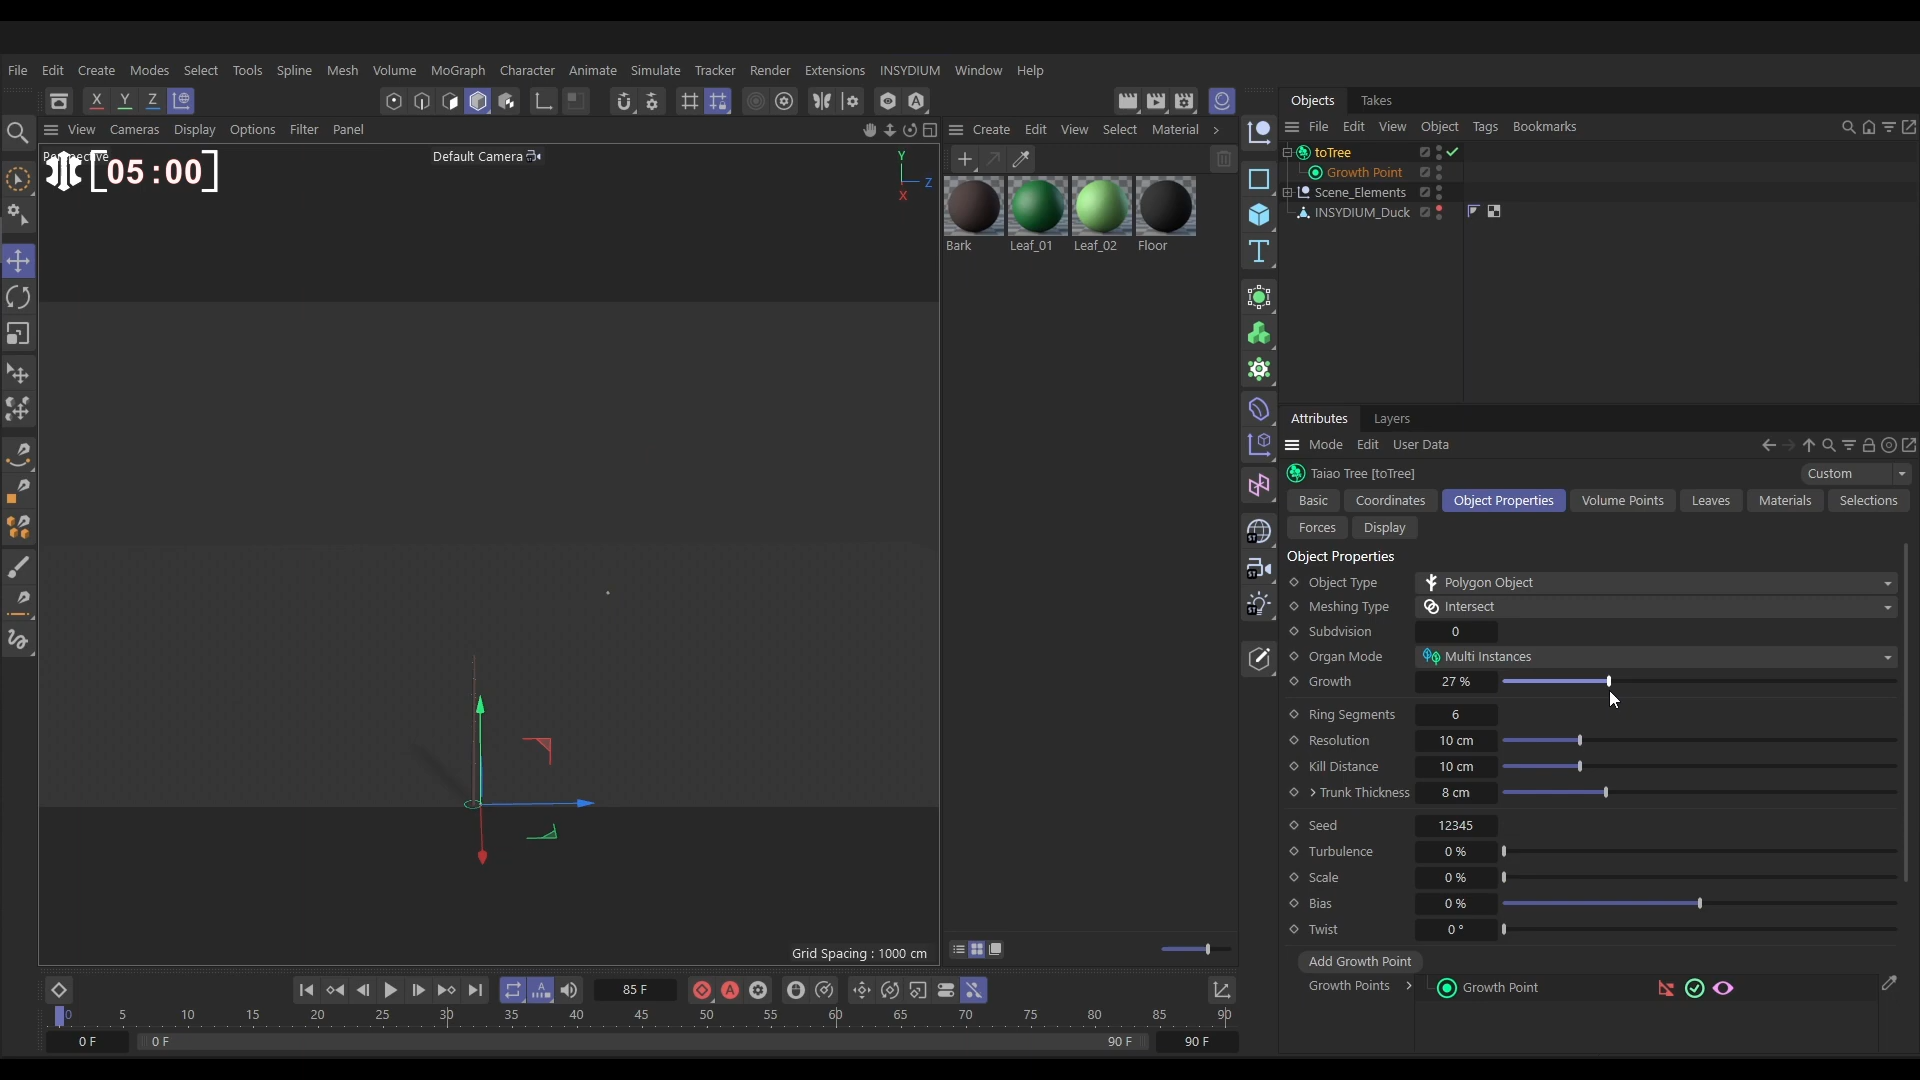 File Edit Create Modes Select Tools Spline Mesh Volume MoGraph Character Animate Simulate Tracker Render Extensions INSYDIUM Window Help
X Y Z
Objects Takes
View Cameras Display Options Filter Panel
Create Edit View Select Material
File Edit View Object Tags Bookmarks
Default Camera
[05:00]
Y
Z
X
Bark
Leaf_01
Leaf_02
Floor
toTree
Growth Point
Scene_Elements
INSYDIUM_Duck
Attributes Layers
Mode Edit User Data
Taiao Tree [toTree]
Custom
Basic Coordinates Object Properties Volume Points Leaves Materials Selections
Forces Display
Object Properties
Object Type Polygon Object
Meshing Type Intersect
Subdvision 0
Organ Mode Multi Instances
Growth 27 %
Ring Segments 6
Resolution 10 cm
Kill Distance 10 cm
Trunk Thickness 8 cm
Seed 12345
Turbulence 0 %
Scale 0 %
Bias 0 %
Twist 0 °
Add Growth Point
Growth Points Growth Point
Grid Spacing : 1000 cm
85 F
0 5 10 15 20 25 30 35 40 45 50 55 60 65 70 75 80 85 90
0 F 0 F 90 F 90 F